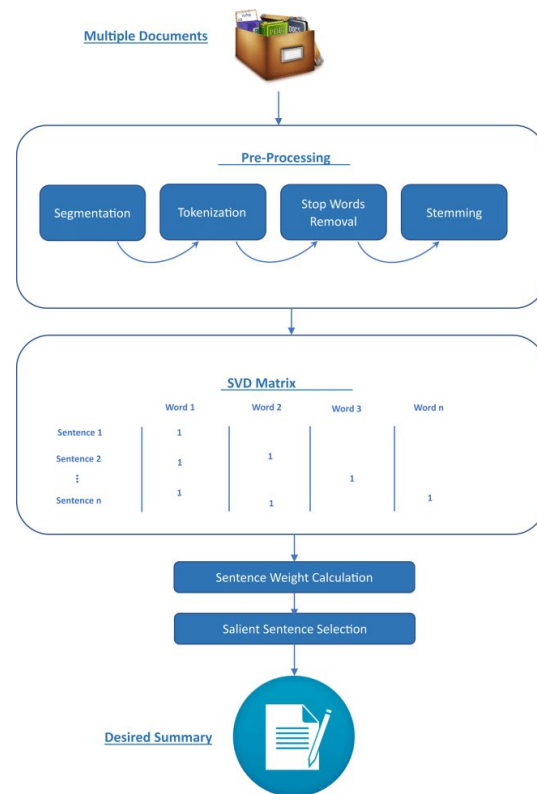 Multiple Documents
Pre-Processing
Segmentation
Tokenization
Stop Words
Removal
Stemming
SVD Matrix
Word 1 Word 2 Word 3 Word n
Sentence 1 1
Sentence 2 1 1
⋮ 1
Sentence n 1 1 1
Sentence Weight Calculation
Salient Sentence Selection
Desired Summary